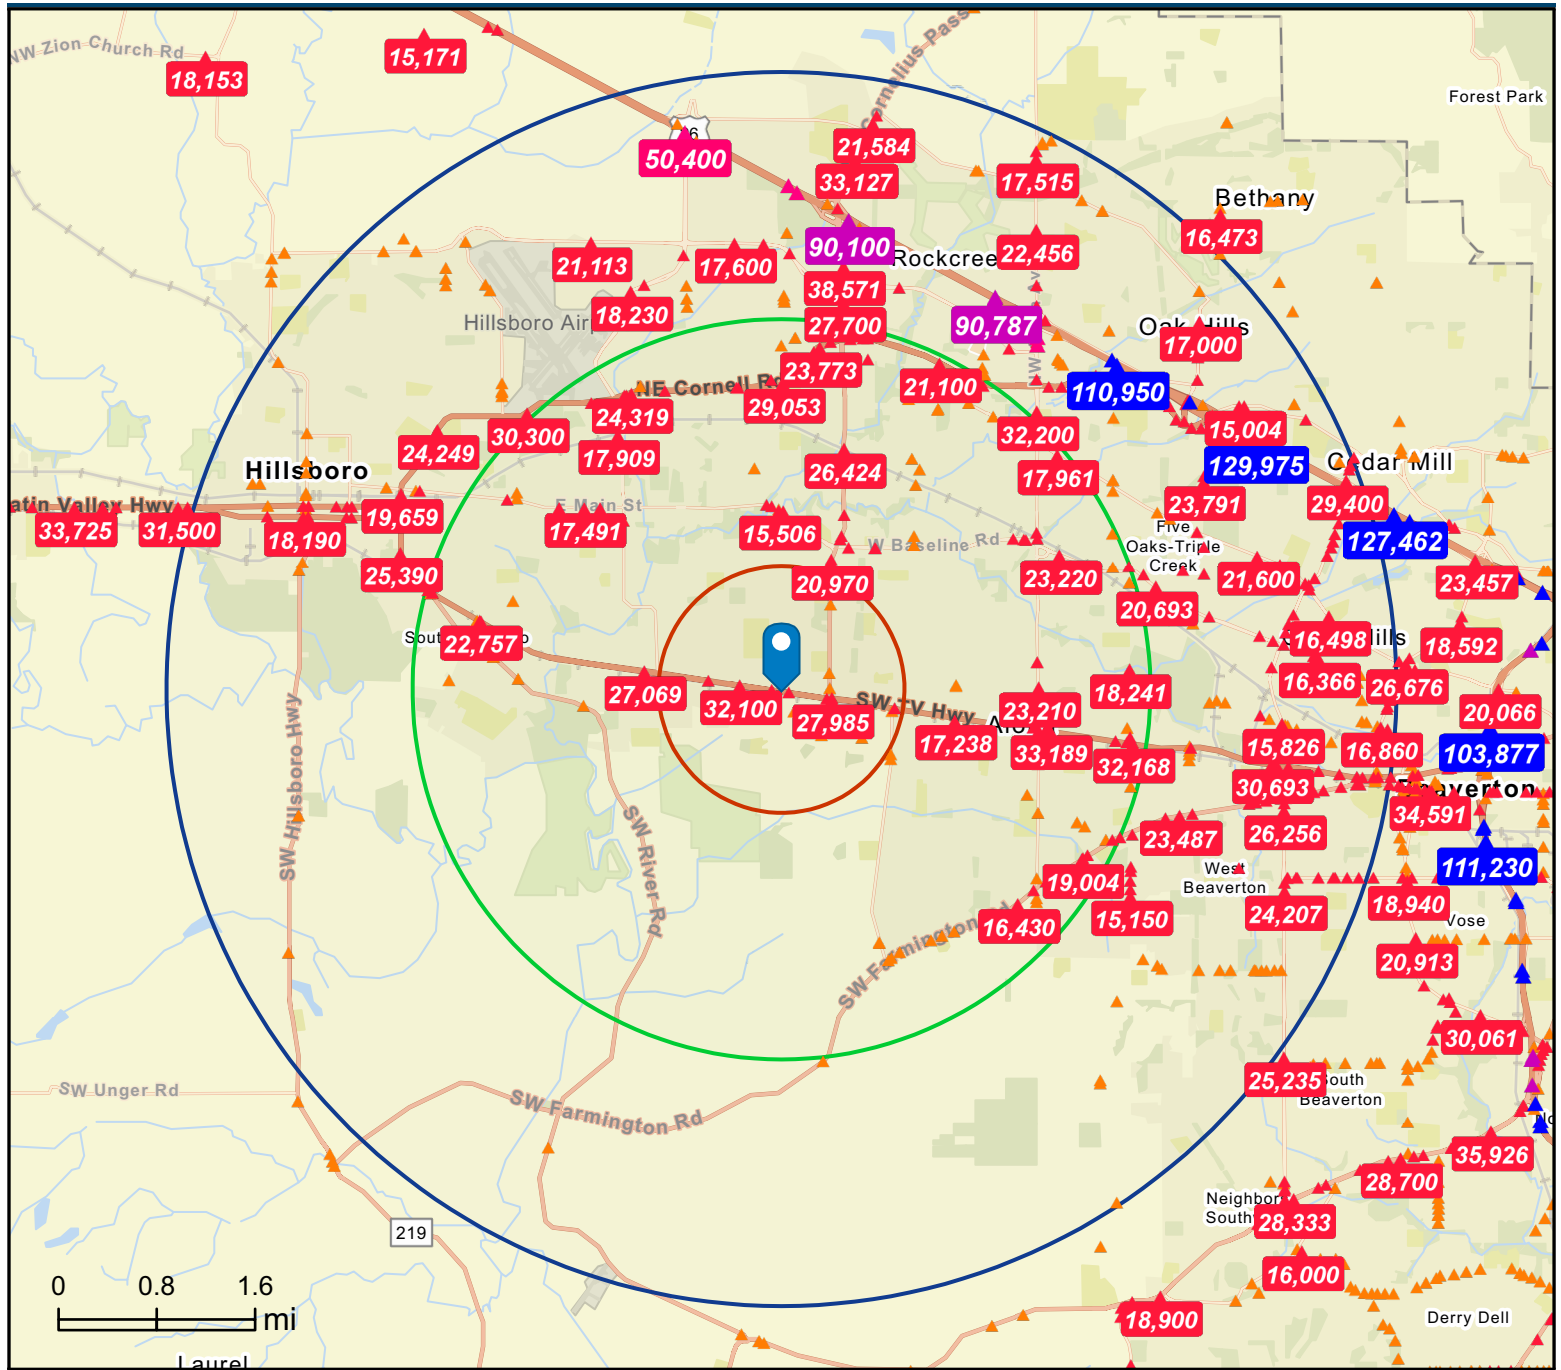 NW Zion Church Rd
18,153
15,171
Cornelius Pass
Forest Park
50,400
21,584
33,127
17,515
Bethany
16,473
90,100
Rockcree
22,456
21,113
17,600
38,571
18,230
Hillsboro Air
27,700
90,787
Oak Hills
17,000
23,773
NE Cornell R
29,053
21,100
110,950
24,319
30,300
24,249
17,909
32,200
15,004
Hillsboro
26,424
17,961
129,975
Cedar Mill
23,791
29,400
atin Valley Hwy
33,725
31,500
18,190
19,659
E Main St
17,491
15,506
W Baseline Rd
Five
Oaks-Triple
Creek
127,462
25,390
20,970
23,220
21,600
23,457
20,693
22,757
16,498
ills
18,592
16,366
26,676
27,069
32,100
27,985
SW TV Hwy
17,238
23,210
18,241
33,189
32,168
20,066
15,826
16,860
103,877
30,693
Beaverton
34,591
26,256
23,487
SW Hillsboro Hwy
SW River Rd
111,230
West
Beaverton
19,004
15,150
16,430
24,207
18,940
Vose
SW Farmington Rd
20,913
30,061
25,235
South
Beaverton
SW Unger Rd
SW Farmington Rd
35,926
28,700
Neighbor
South
28,333
219
16,000
18,900
Derry Dell
0 0.8 1.6
mi
Laurel